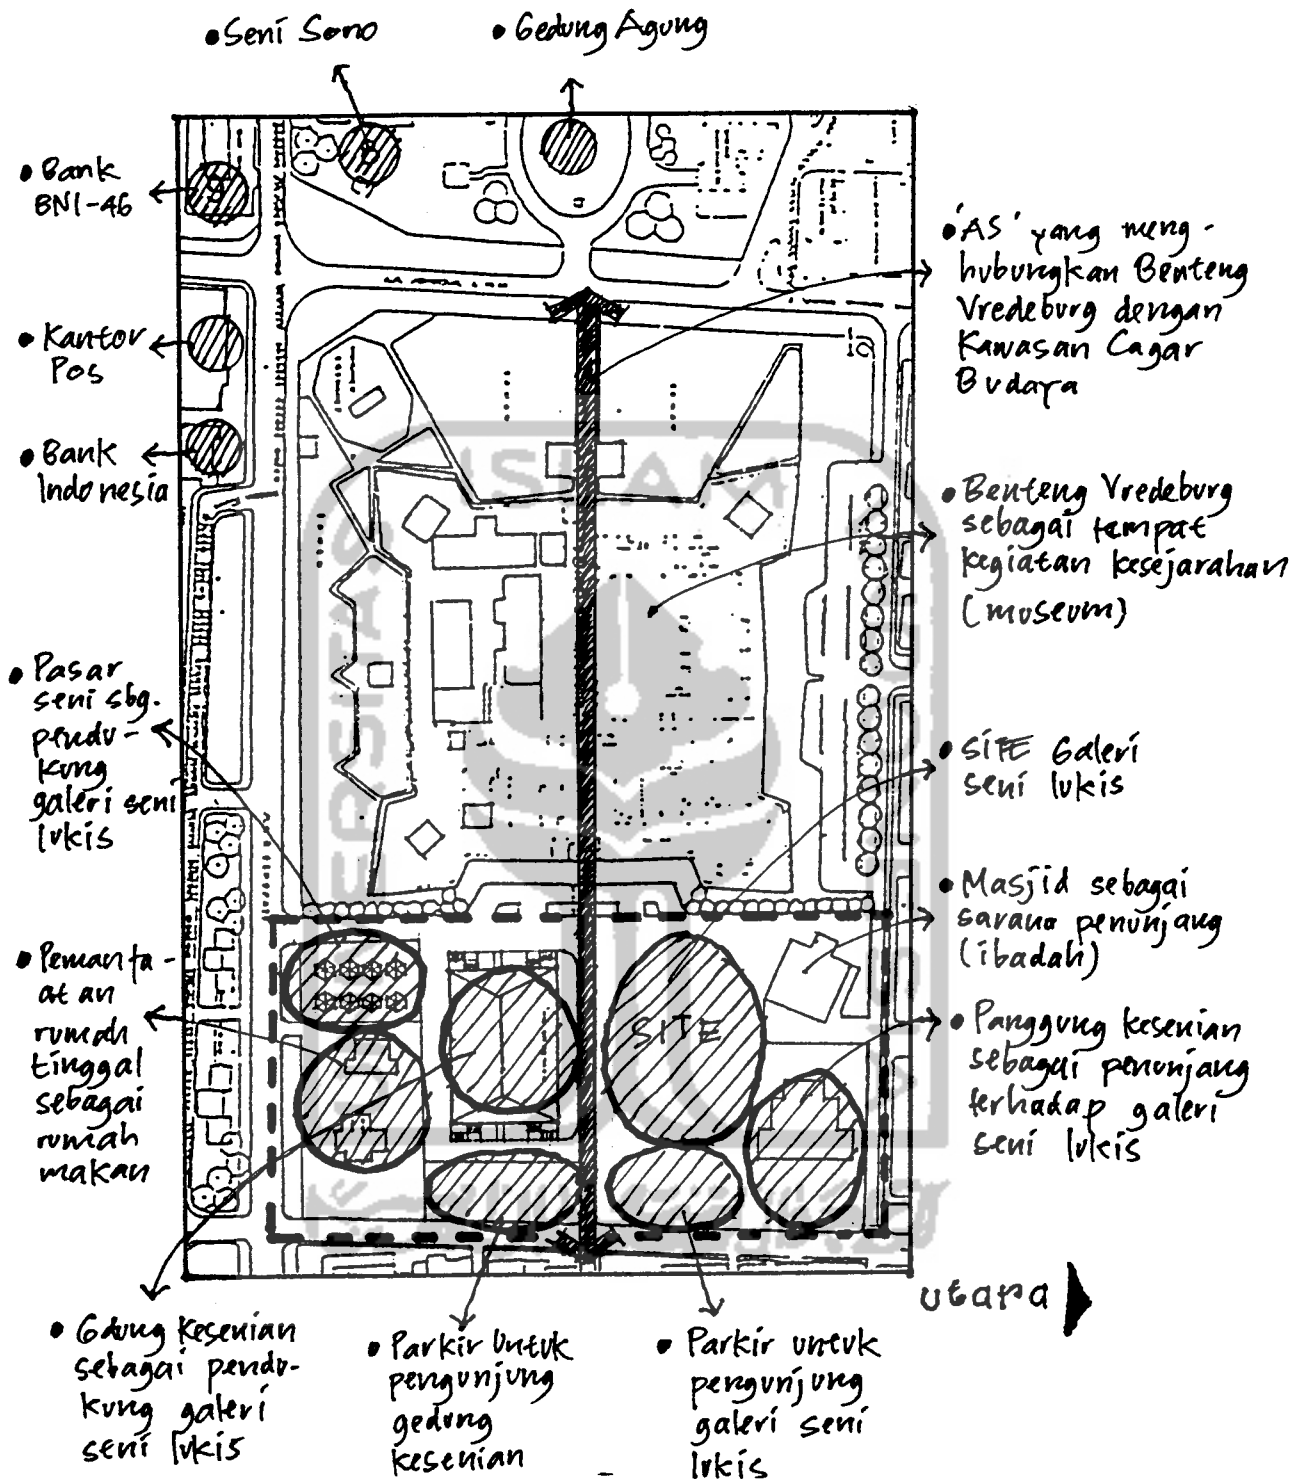 • Seni Sono
• Gedung Agung
• Bank
BNI-46
• Kantor
Pos
• Bank
Indonesia
• Pasar
seni sbg.
pendu-
kung
galeri seni
lukis
• Pemanfa-
at an
rumah
tinggal
sebagai
rumah
makan
• Gdung kesenian
sebagai pendu-
kung galeri
seni lukis
• Parkir untuk
pengunjung
gedung
kesenian
• Parkir untuk
pengunjung
galeri seni
lukis
• 'AS' yang meng-
hubungkan Benteng
Vredeburg dengan
Kawasan Cagar
Budaya
• Benteng Vredeburg
sebagai tempat
kegiatan kesejarahan
(museum)
• SITE Galeri
seni lukis
• Masjid sebagai
sarana penunjang
(ibadah)
• Panggung kesenian
sebagai penunjang
terhadap galeri
seni lukis
SITE
utara
ISLAM